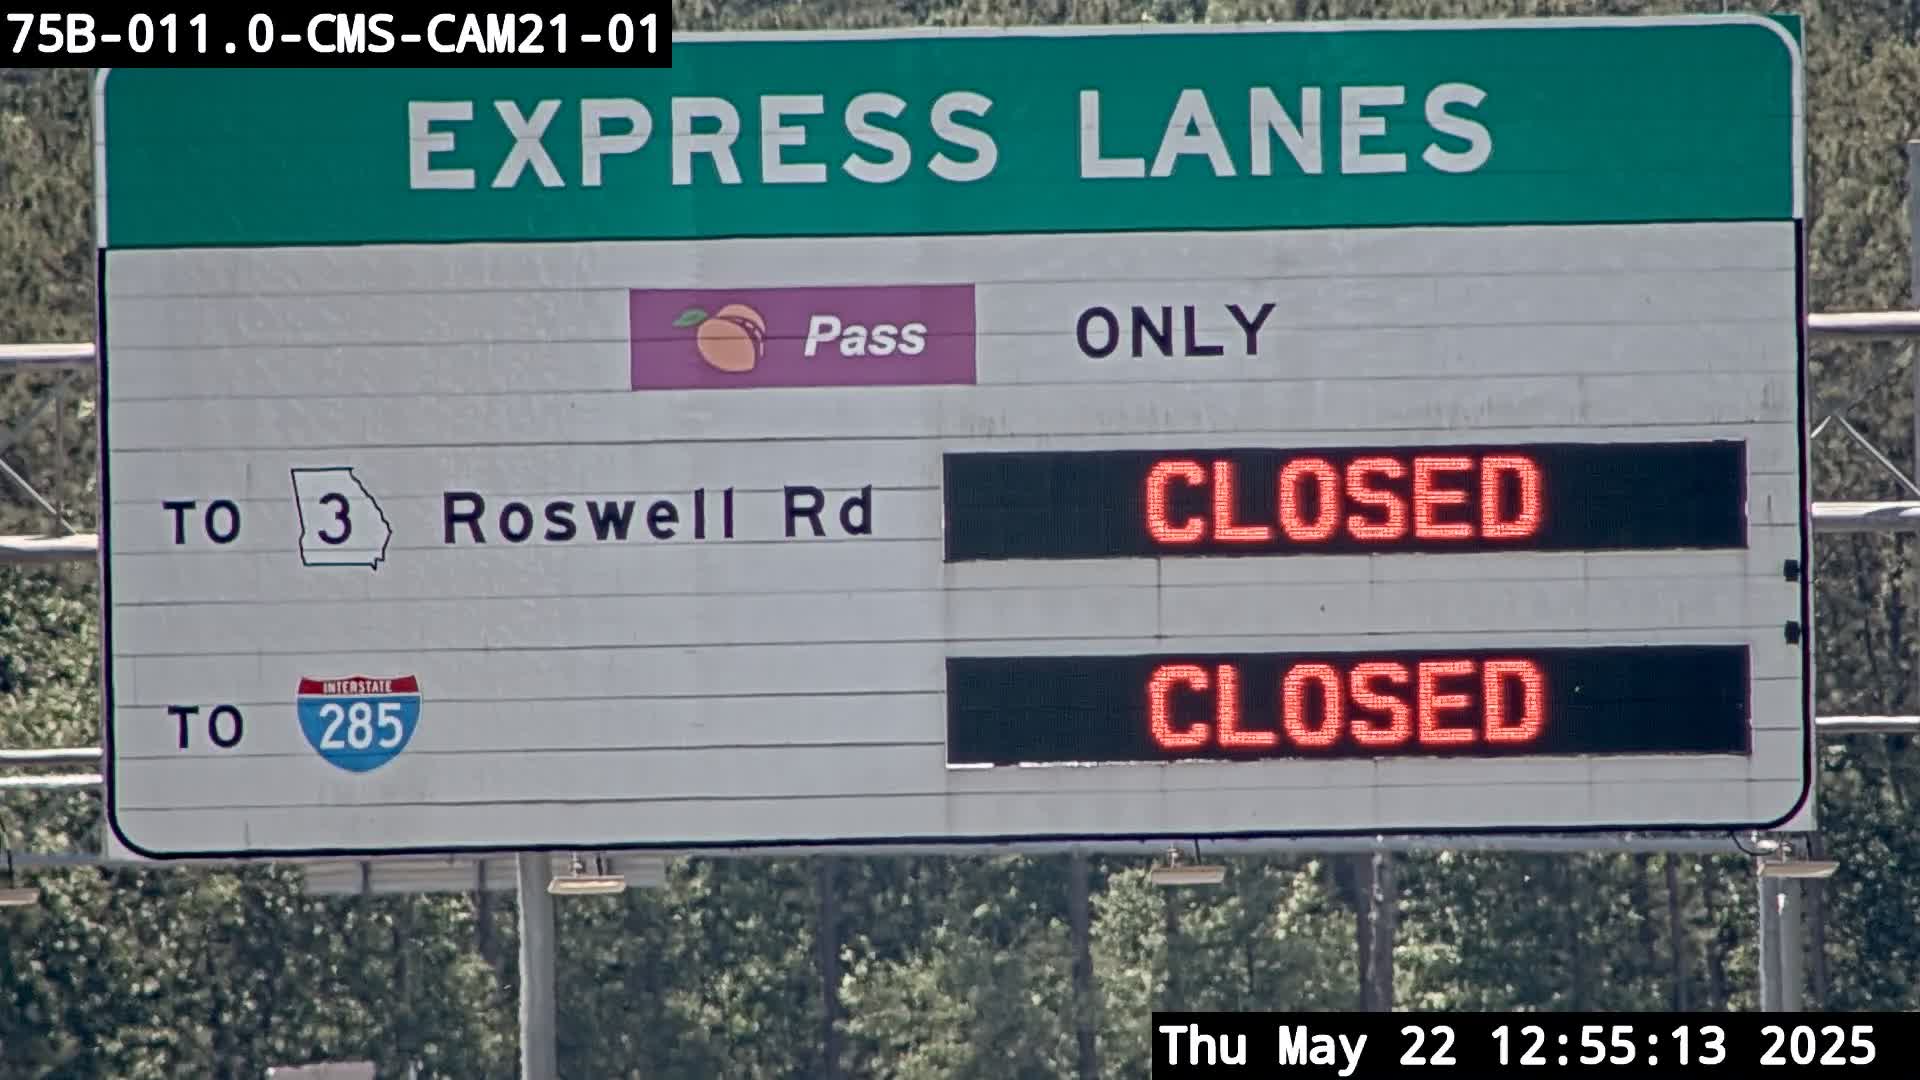 75B-011.0-CMS-CAM21-01
EXPRESS LANES
Pass ONLY
TO 3 Roswell Rd CLOSED
TO INTERSTATE 285 CLOSED
Thu May 22 12:55:13 2025